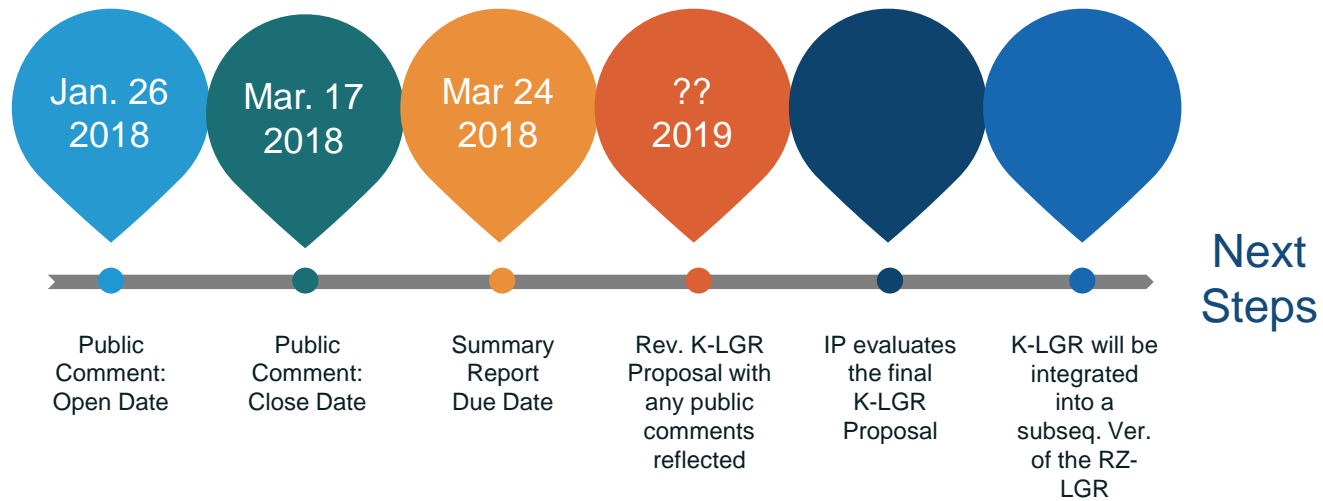 Jan. 26
2018
Mar. 17
2018
Mar 24
2018
??
2019
Next
Steps
Public
Comment:
Open Date
Public
Comment:
Close Date
Summary
Report
Due Date
Rev. K-LGR
Proposal with
any public
comments
reflected
IP evaluates
the final
K-LGR
Proposal
K-LGR will be
integrated
into a
subseq. Ver.
of the RZ-
LGR